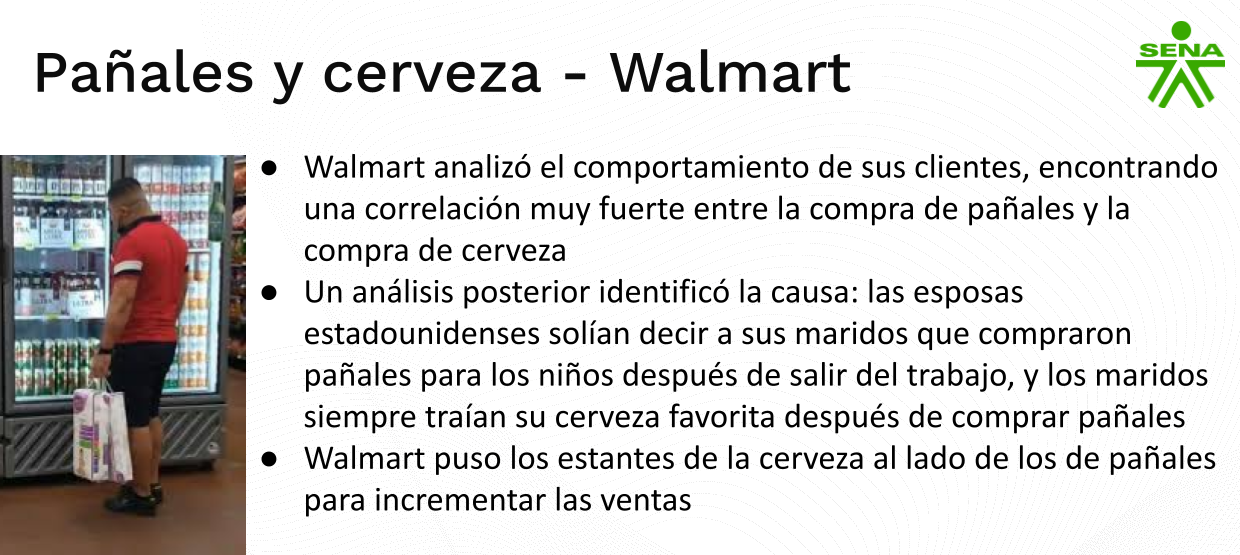 Pañales y cerveza - Walmart
SENA
● Walmart analizó el comportamiento de sus clientes, encontrando
una correlación muy fuerte entre la compra de pañales y la
compra de cerveza
● Un análisis posterior identificó la causa: las esposas
estadounidenses solían decir a sus maridos que compraron
pañales para los niños después de salir del trabajo, y los maridos
siempre traían su cerveza favorita después de comprar pañales
● Walmart puso los estantes de la cerveza al lado de los de pañales
para incrementar las ventas